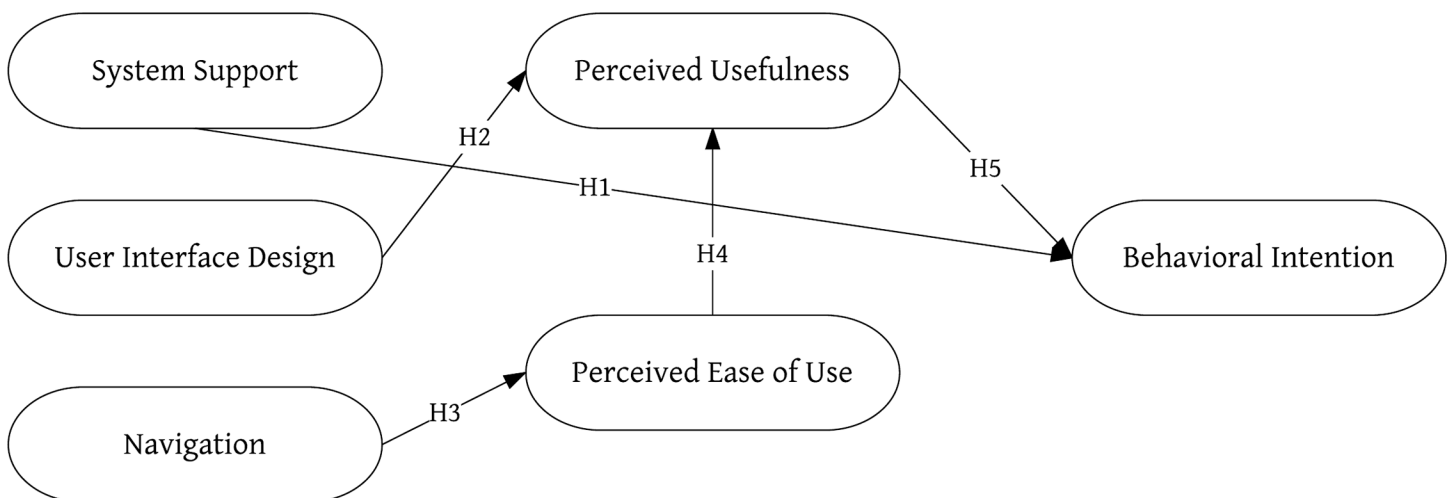 System Support
Perceived Usefulness
H2
H1
H5
User Interface Design
H4
Behavioral Intention
Perceived Ease of Use
H3
Navigation